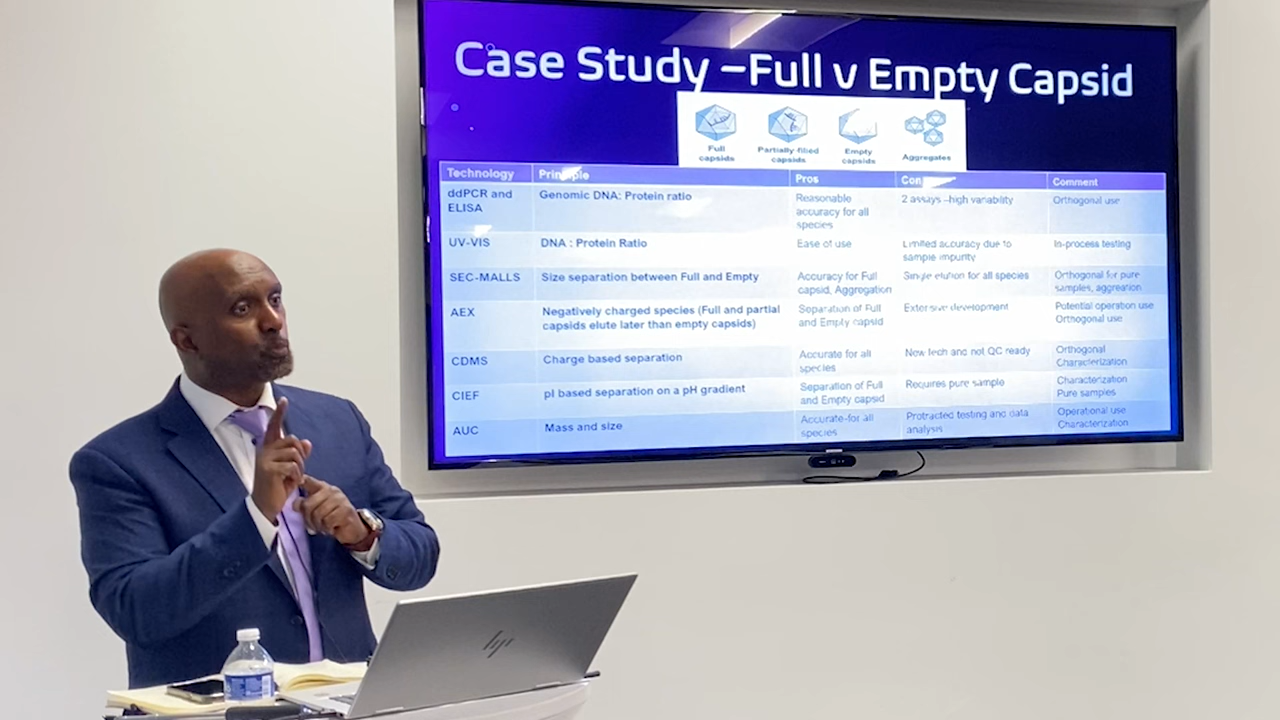 Case Study –Full v Empty Capsid
Full
capsids
Partially-filled
capsids
Empty
capsids
Aggregates
Technology
Principle
Pros
Con
Comment
ddPCR and
ELISA
Genomic DNA: Protein ratio
Reasonable
accuracy for all
species
2 assays –high variability
Orthogonal use
UV-VIS
DNA : Protein Ratio
Ease of use
Limited accuracy due to
sample impurity
In-process testing
SEC-MALLS
Size separation between Full and Empty
Accuracy for Full
capsid, Aggregation
Single elution for all species
Orthogonal for pure
samples, aggreation
AEX
Negatively charged species (Full and partial
capsids elute later than empty capsids)
Separation of Full
and Empty capsid
Extensive development
Potential operation use
Orthogonal use
CDMS
Charge based separation
Accurate for all
species
New tech and not QC ready
Orthogonal
Characterization
CIEF
pI based separation on a pH gradient
Separation of Full
and Empty capsid
Requires pure sample
Characterization
Pure samples
AUC
Mass and size
Accurate-for all
species
Protracted testing and data
analysis
Operational use
Characterization
hp